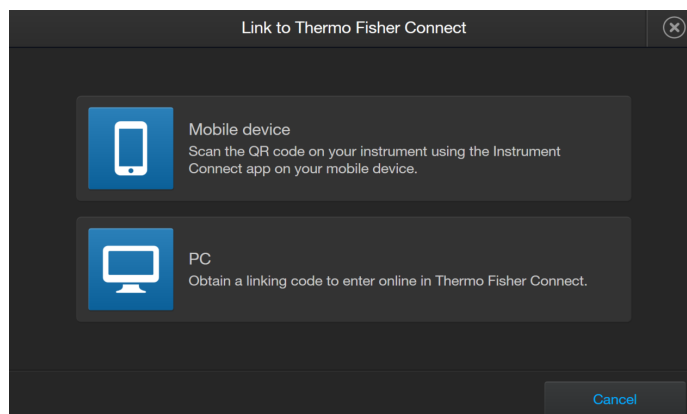 Link to Thermo Fisher Connect
Mobile device
Scan the QR code on your instrument using the Instrument
Connect app on your mobile device.
PC
Obtain a linking code to enter online in Thermo Fisher Connect.
Cancel